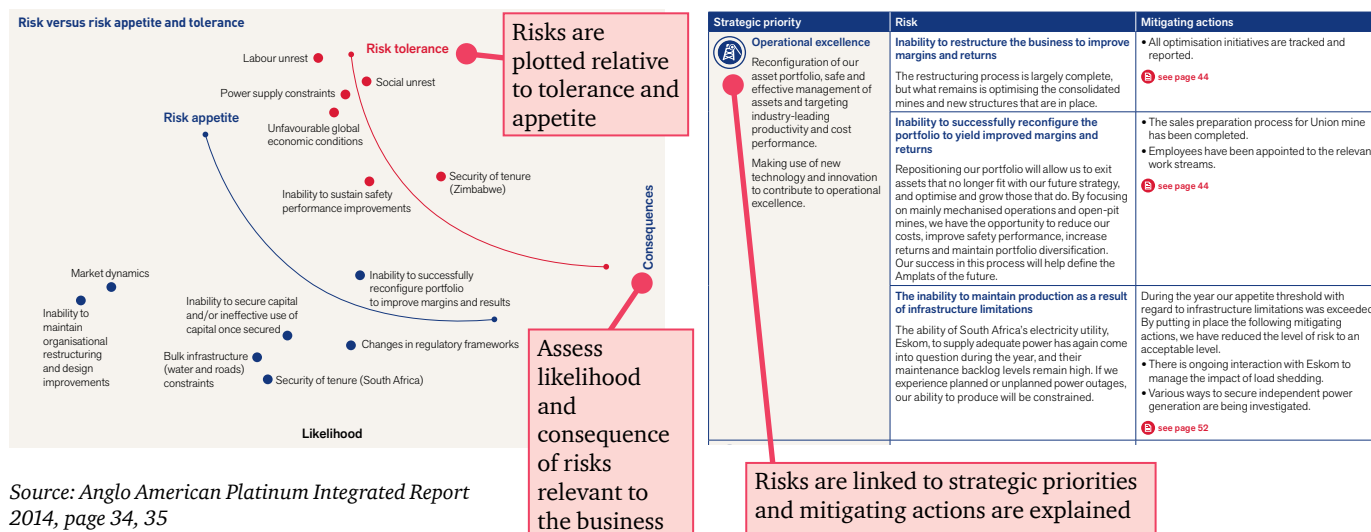 Risk versus risk appetite and tolerance
Risk tolerance
Labour unrest
Social unrest
Power supply constraints
Risk appetite
Unfavourable global
economic conditions
Security of tenure
(Zimbabwe)
Inability to sustain safety
performance improvements
Consequences
Market dynamics
Inability to successfully
reconfigure portfolio
to improve margins and results
Inability to
maintain
organisational
restructuring
and design
improvements
Inability to secure capital
and/or ineffective use of
capital once secured
Changes in regulatory frameworks
Bulk infrastructure
(water and roads)
constraints
Security of tenure (South Africa)
Likelihood
Risks are
plotted relative
to tolerance and
appetite
Assess
likelihood
and
consequence
of risks
relevant to
the business
Source: Anglo American Platinum Integrated Report
2014, page 34, 35
Strategic priority
Risk
Mitigating actions
Operational excellence
Reconfiguration of our
asset portfolio, safe and
effective management of
assets and targeting
industry-leading
productivity and cost
performance.
Making use of new
technology and innovation
to contribute to operational
excellence.
Inability to restructure the business to improve
margins and returns
The restructuring process is largely complete,
but what remains is optimising the consolidated
mines and new structures that are in place.
• All optimisation initiatives are tracked and
reported.
see page 44
Inability to successfully reconfigure the
portfolio to yield improved margins and
returns
Repositioning our portfolio will allow us to exit
assets that no longer fit with our future strategy,
and optimise and grow those that do. By focusing
on mainly mechanised operations and open-pit
mines, we have the opportunity to reduce our
costs, improve safety performance, increase
returns and maintain portfolio diversification.
Our success in this process will help define the
Amplats of the future.
• The sales preparation process for Union mine
has been completed.
• Employees have been appointed to the relevan
work streams.
see page 44
The inability to maintain production as a result
of infrastructure limitations
The ability of South Africa's electricity utility,
Eskom, to supply adequate power has again come
into question during the year, and their
maintenance backlog levels remain high. If we
experience planned or unplanned power outages,
our ability to produce will be constrained.
During the year our appetite threshold with
regard to infrastructure limitations was exceeded
By putting in place the following mitigating
actions, we have reduced the level of risk to an
acceptable level.
• There is ongoing interaction with Eskom to
manage the impact of load shedding.
• Various ways to secure independent power
generation are being investigated.
see page 52
Risks are linked to strategic priorities
and mitigating actions are explained